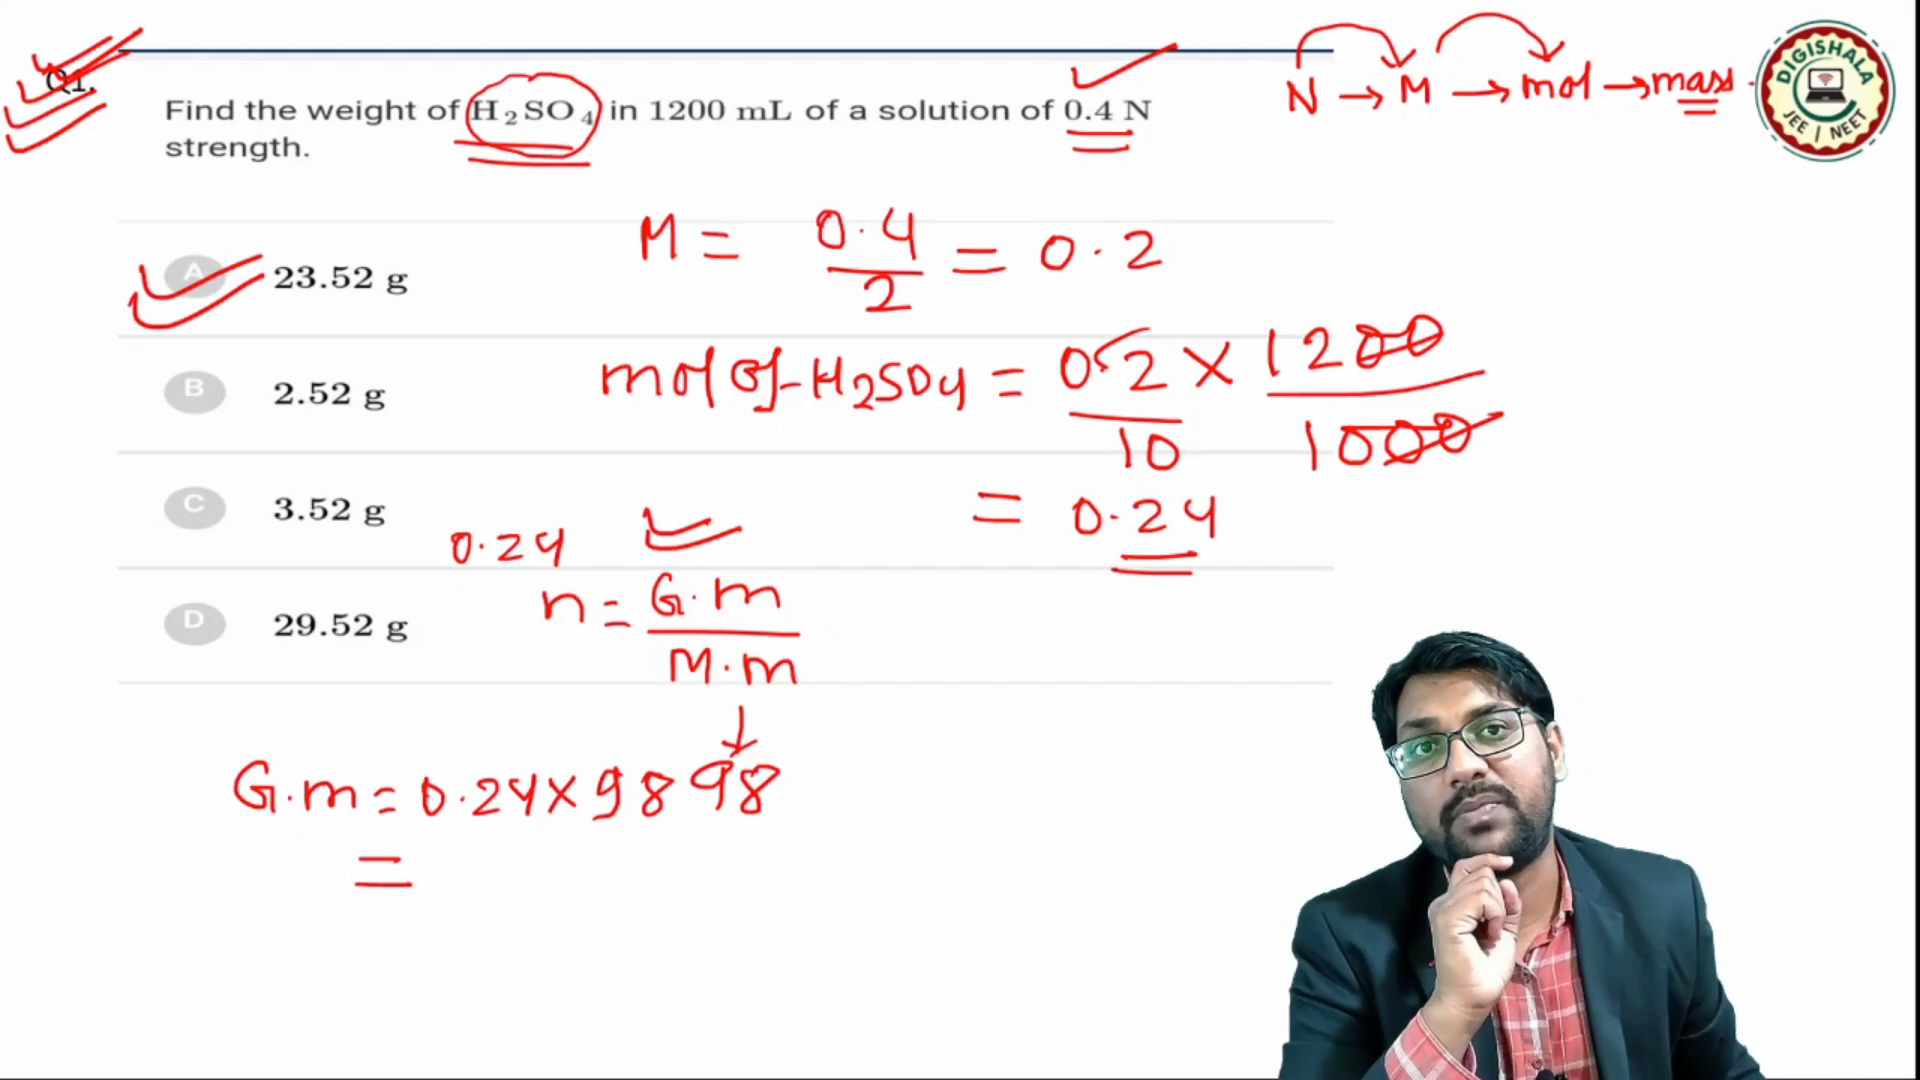 Q1.
Find the weight of H₂SO₄ in 1200 mL of a solution of 0.4 N
strength.
N → M → mol → mass
DIGISHALA
JEE | NEET
M = 0.4/2 = 0.2
A 23.52 g
mol of H₂SO₄ = 0.2/10 × 1200/1000
B 2.52 g
= 0.24
C 3.52 g
0.24
n = G.m/M.m
D 29.52 g
↓
98
G.m = 0.24×98
=